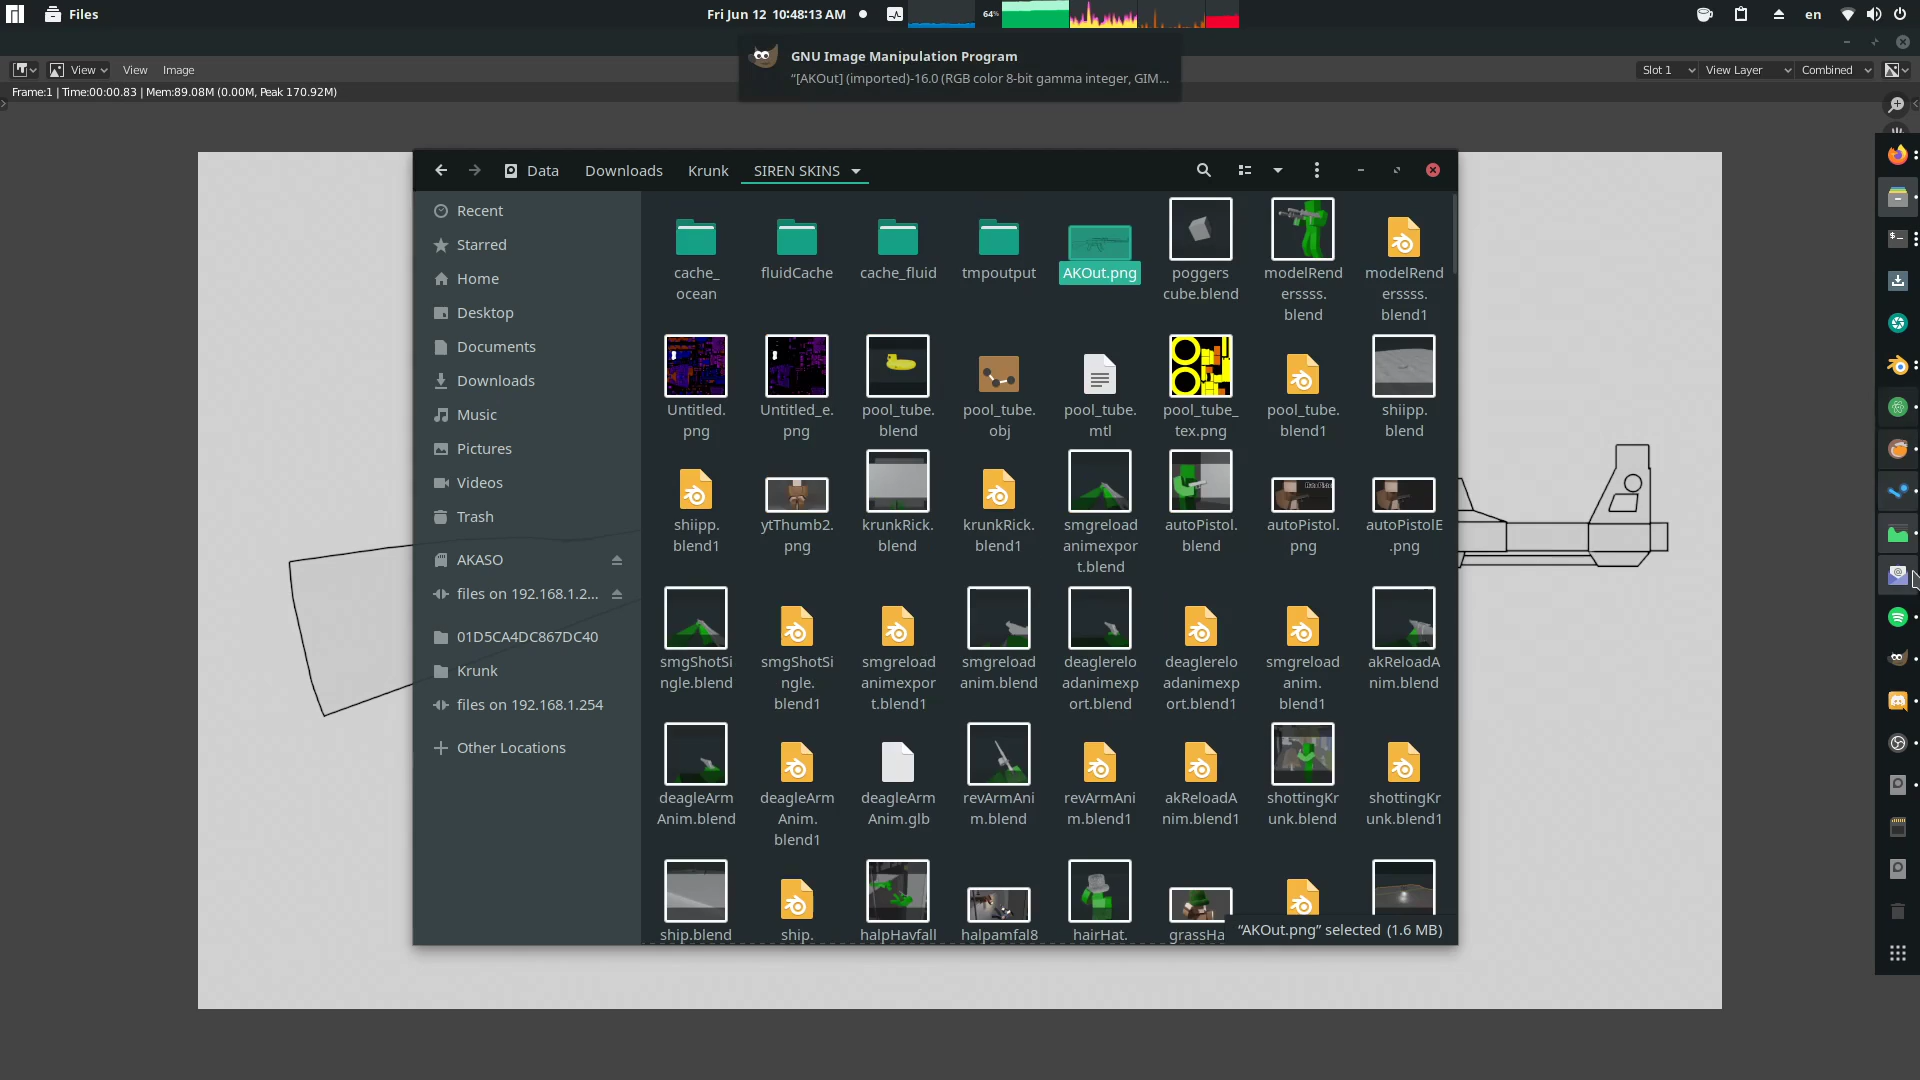 Files
Fri Jun 12 10:48:13 AM
64%
en
GNU Image Manipulation Program
“[AKOut] (imported)-16.0 (RGB color 8-bit gamma integer, GIM...
View
View
Image
Slot 1
View Layer
Combined
Frame:1 | Time:00:00.83 | Mem:89.08M (0.00M, Peak 170.92M)
Data
Downloads
Krunk
SIREN SKINS
Recent
Starred
Home
Desktop
Documents
Downloads
Music
Pictures
Videos
Trash
AKASO
files on 192.168.1.2...
01D5CA4DC867DC40
Krunk
files on 192.168.1.254
Other Locations
cache_
ocean
fluidCache
cache_fluid
tmpoutput
AKOut.png
poggers
cube.blend
modelRend
erssss.
blend
modelRend
erssss.
blend1
Untitled.
png
Untitled_e.
png
pool_tube.
blend
pool_tube.
obj
pool_tube.
mtl
pool_tube_
tex.png
pool_tube.
blend1
shiipp.
blend
shiipp.
blend1
ytThumb2.
png
krunkRick.
blend
krunkRick.
blend1
smgreload
animexpor
t.blend
autoPistol.
blend
autoPistol.
png
autoPistolE
.png
smgShotSi
ngle.blend
smgShotSi
ngle.
blend1
smgreload
animexpor
t.blend1
smgreload
anim.blend
deaglerelo
adanimexp
ort.blend
deaglerelo
adanimexp
ort.blend1
smgreload
anim.
blend1
akReloadA
nim.blend
deagleArm
Anim.blend
deagleArm
Anim.
blend1
deagleArm
Anim.glb
revArmAni
m.blend
revArmAni
m.blend1
akReloadA
nim.blend1
shottingKr
unk.blend
shottingKr
unk.blend1
ship.blend
ship.
halpHavfall
halpamfal8
hairHat.
grassHa
“AKOut.png” selected (1.6 MB)